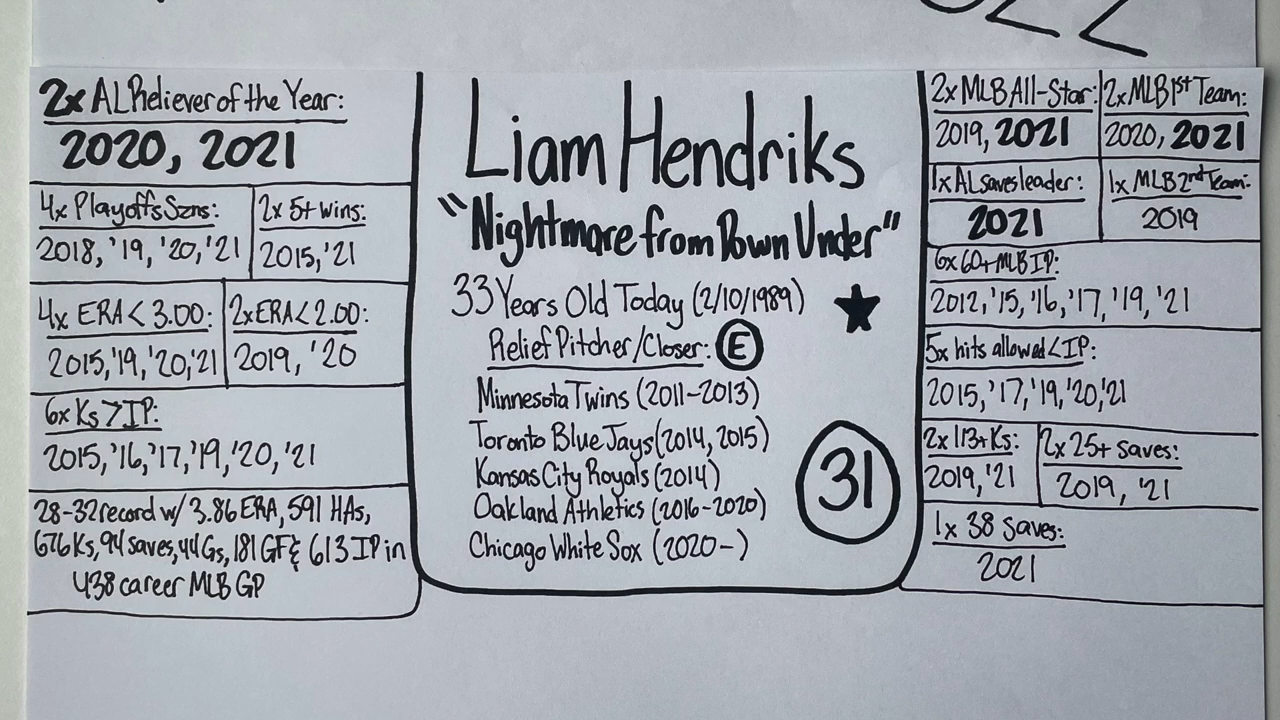 2x AL Reliever of the Year:
2020, 2021
4x Playoffs Szns:
2018, '19, '20, '21
2x 5+ wins:
2015, '21
4x ERA < 3.00:
2015, '19, '20, '21
2x ERA < 2.00:
2019, '20
6x Ks > IP:
2015, '16, '17, '19, '20, '21
28-32 record w/ 3.86 ERA, 591 HAs,
676 Ks, 94 saves, 44 Gs, 181 GF & 613 IP in
438 career MLB GP
Liam Hendriks
"Nightmare from Down Under"
33 Years Old Today (2/10/1989)
Relief Pitcher/Closer: E
Minnesota Twins (2011-2013)
Toronto Blue Jays (2014, 2015)
Kansas City Royals (2014)
Oakland Athletics (2016-2020)
Chicago White Sox (2020-)
31
2x MLB All-Star:
2019, 2021
2x MLB 1st Team:
2020, 2021
1x AL saves leader:
2021
1x MLB 2nd Team:
2019
6x 60+ MLB IP:
2012, '15, '16, '17, '19, '21
5x hits allowed < IP:
2015, '17, '19, '20, '21
2x 113+ Ks:
2019, '21
2x 25+ saves:
2019, '21
1x 38 saves:
2021